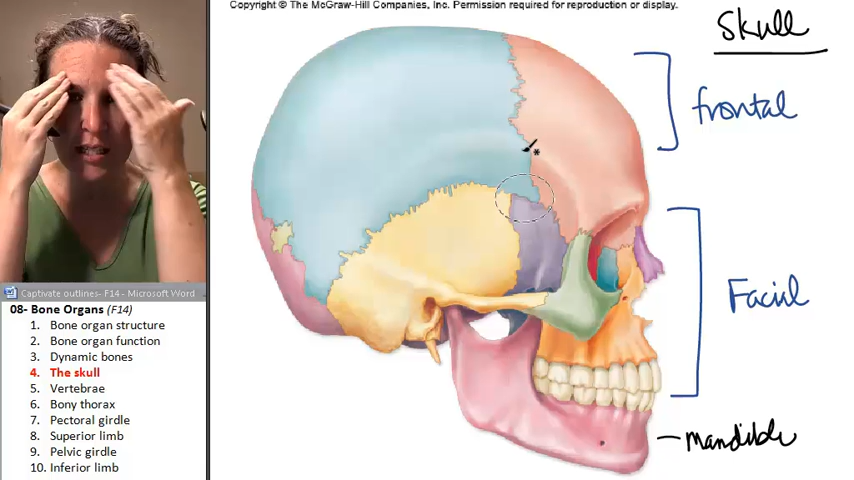 Copyright © The McGraw-Hill Companies, Inc. Permission required for reproduction or display.
Skull
frontal
Facial
mandible
Captivate outlines- F14 - Microsoft Word
08- Bone Organs (F14)
1. Bone organ structure
2. Bone organ function
3. Dynamic bones
4. The skull
5. Vertebrae
6. Bony thorax
7. Pectoral girdle
8. Superior limb
9. Pelvic girdle
10. Inferior limb